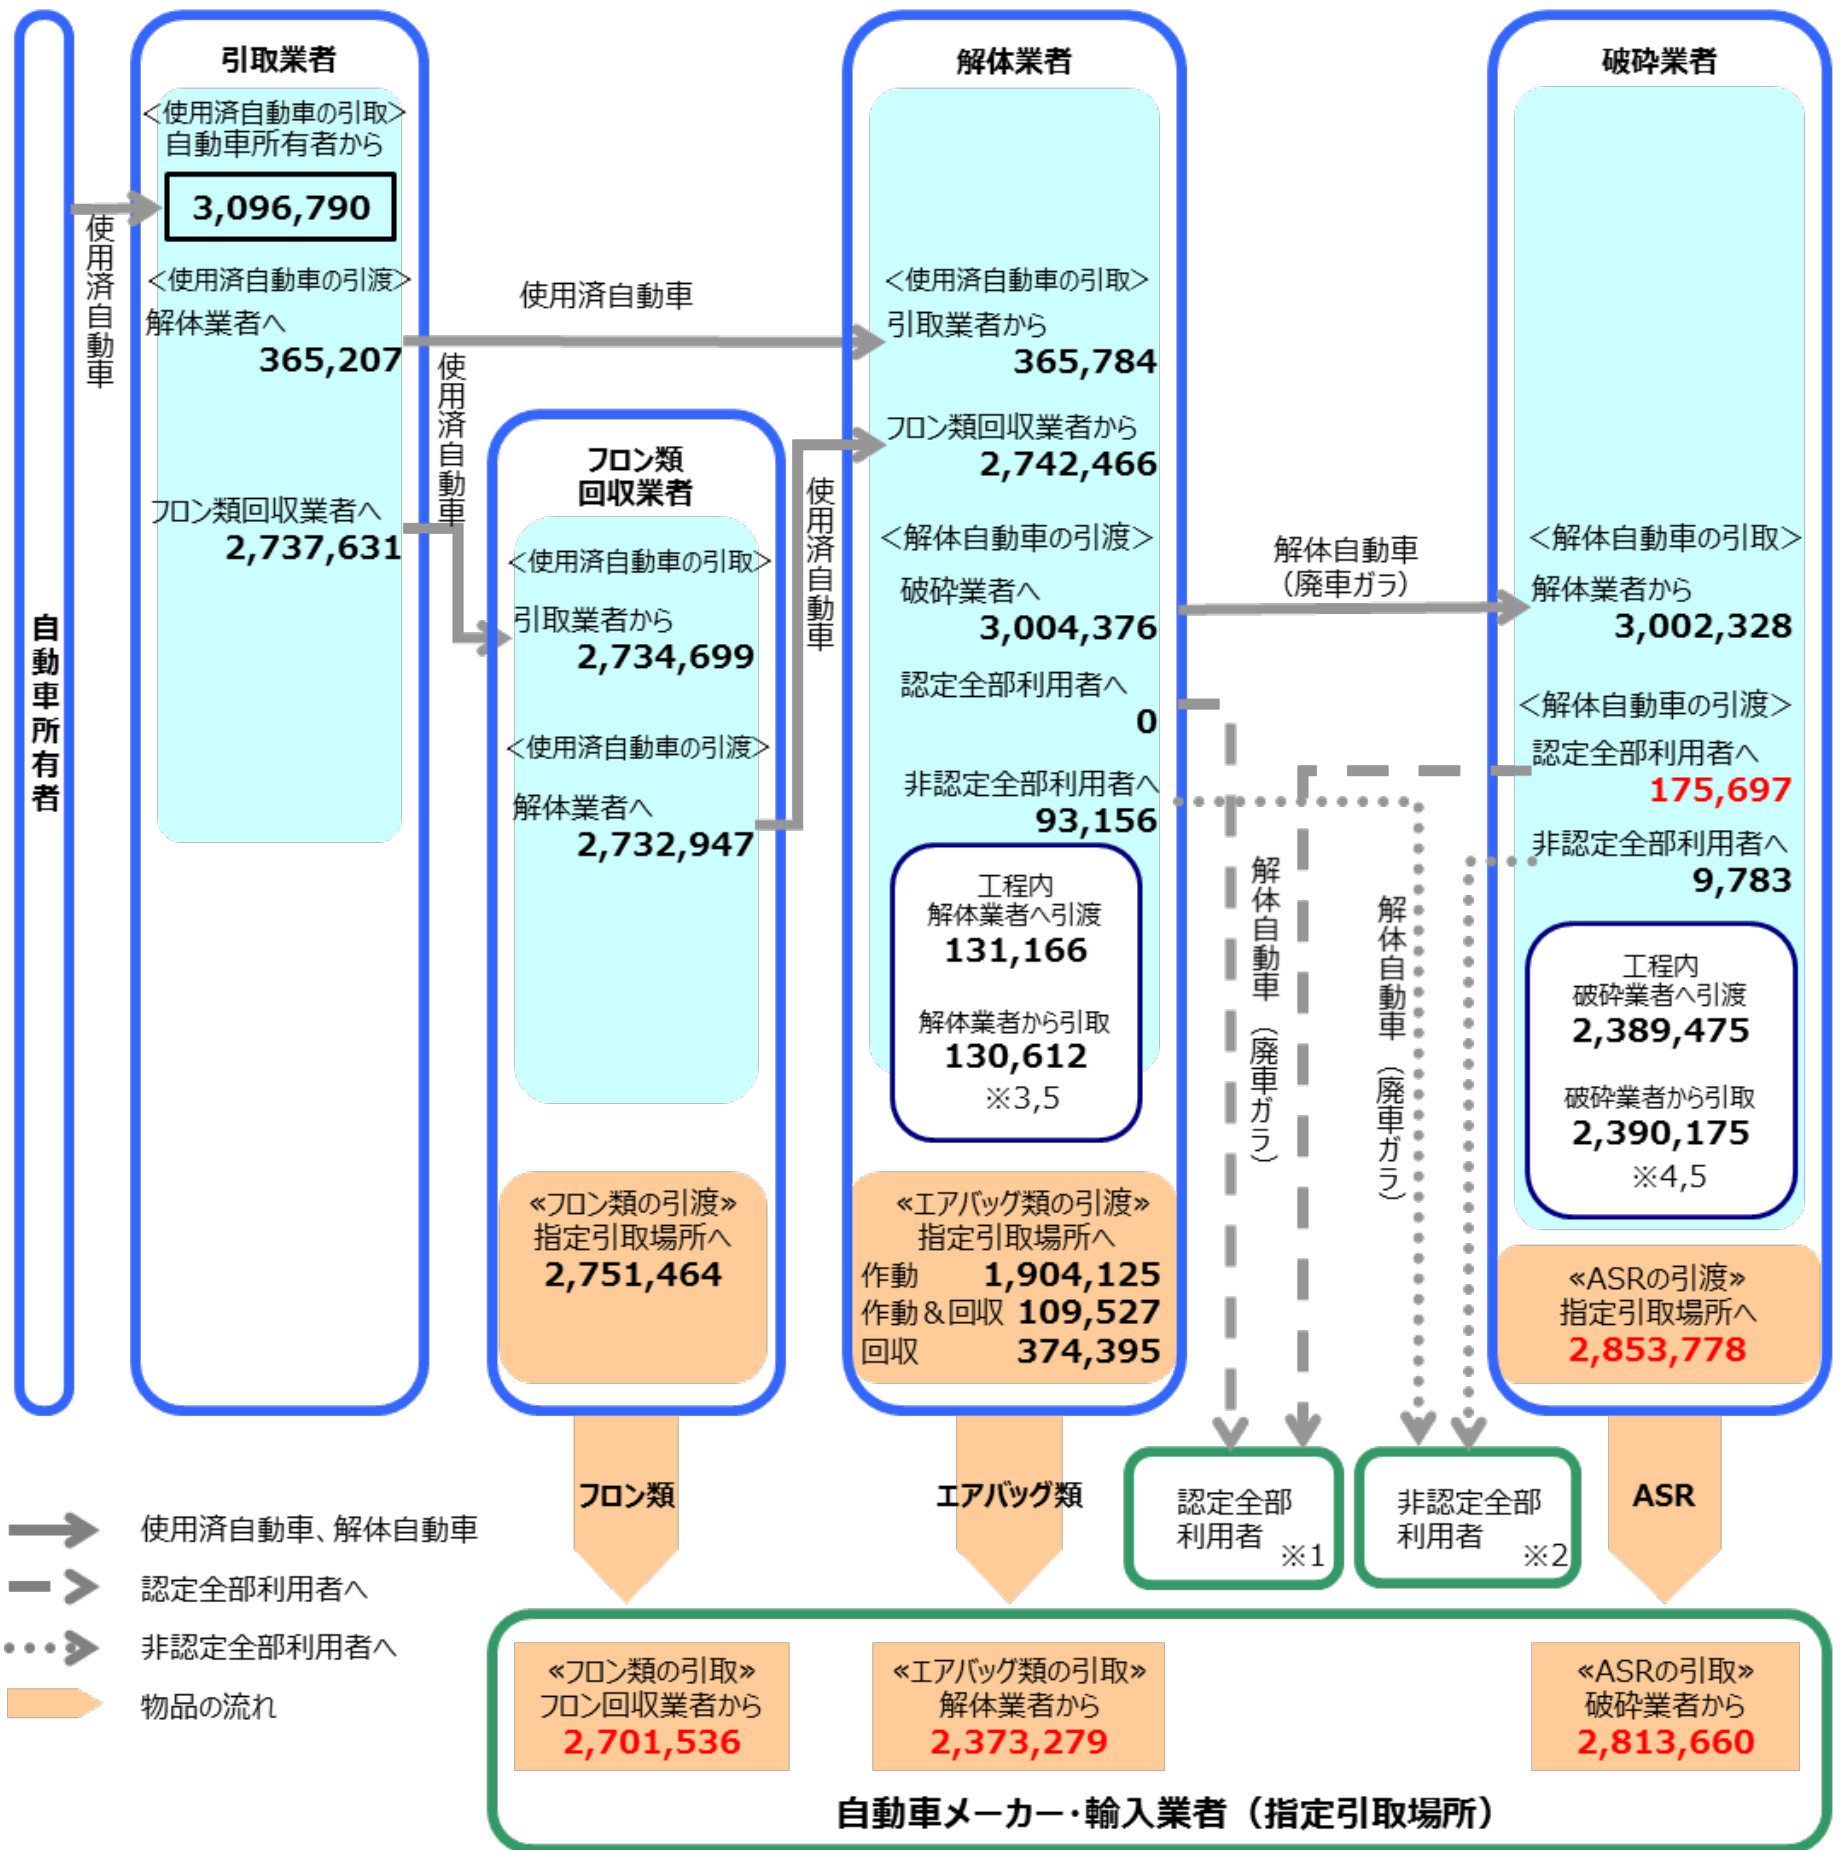 自動車所有者
使用済自動車
引取業者
＜使用済自動車の引取＞
自動車所有者から
3,096,790
＜使用済自動車の引渡＞
解体業者へ
365,207
フロン類回収業者へ
2,737,631
使用済自動車
使用済自動車
フロン類
回収業者
＜使用済自動車の引取＞
引取業者から
2,734,699
＜使用済自動車の引渡＞
解体業者へ
2,732,947
≪フロン類の引渡≫
指定引取場所へ
2,751,464
使用済自動車
解体業者
＜使用済自動車の引取＞
引取業者から
365,784
フロン類回収業者から
2,742,466
＜解体自動車の引渡＞
破砕業者へ
3,004,376
認定全部利用者へ
0
非認定全部利用者へ
93,156
工程内
解体業者へ引渡
131,166
解体業者から引取
130,612
※3,5
≪エアバッグ類の引渡≫
指定引取場所へ
作動 1,904,125
作動＆回収 109,527
回収 374,395
解体自動車
（廃車ガラ）
解体自動車（廃車ガラ）
解体自動車（廃車ガラ）
破砕業者
＜解体自動車の引取＞
解体業者から
3,002,328
＜解体自動車の引渡＞
認定全部利用者へ
175,697
非認定全部利用者へ
9,783
工程内
破砕業者へ引渡
2,389,475
破砕業者から引取
2,390,175
※4,5
≪ASRの引渡≫
指定引取場所へ
2,853,778
フロン類
エアバッグ類
認定全部
利用者 ※1
非認定全部
利用者 ※2
ASR
使用済自動車、解体自動車
認定全部利用者へ
非認定全部利用者へ
物品の流れ
≪フロン類の引取≫
フロン回収業者から
2,701,536
≪エアバッグ類の引取≫
解体業者から
2,373,279
≪ASRの引取≫
破砕業者から
2,813,660
自動車メーカー・輸入業者（指定引取場所）